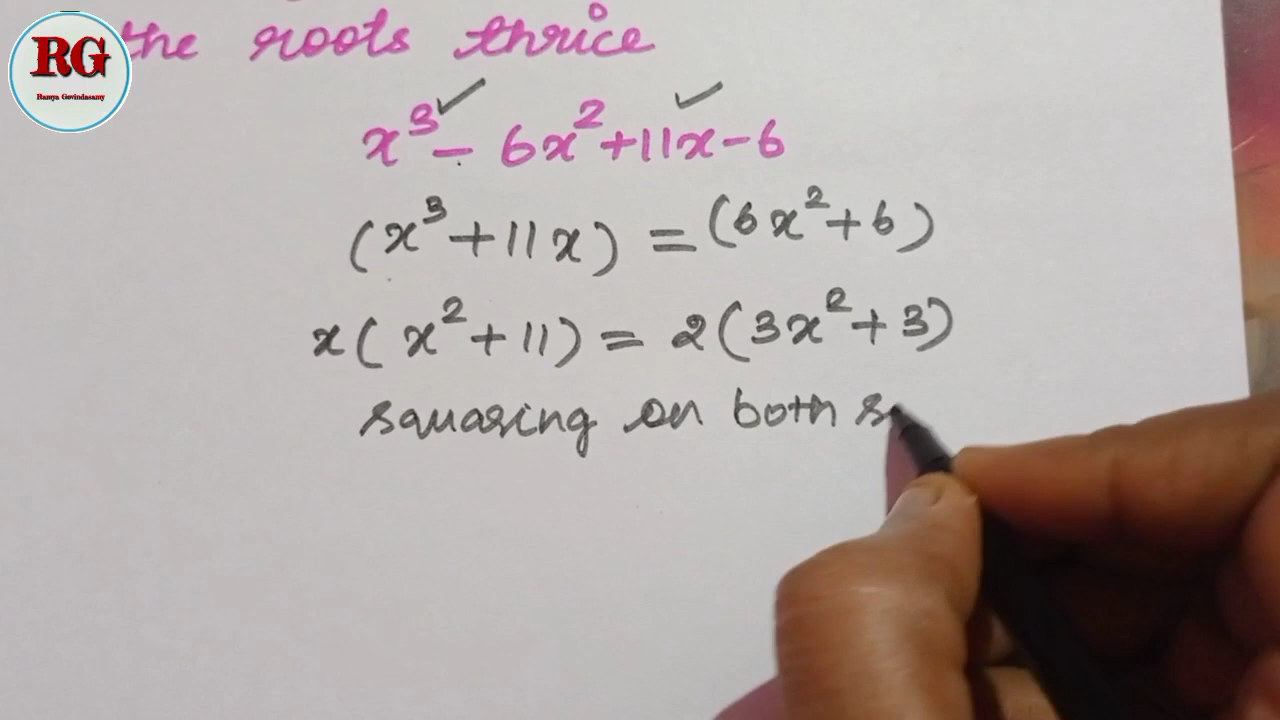 RG
Ramya Govindasamy
the roots thrice
x³ - 6x² + 11x - 6
(x³ + 11x) = (6x² + 6)
x(x² + 11) = 2(3x² + 3)
squaring on both s